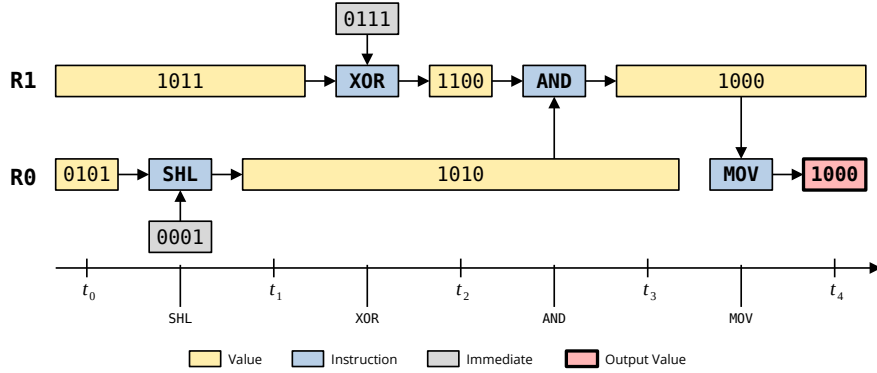 0111
R1 1011 XOR 1100 AND 1000
R0 0101 SHL 1010 MOV 1000
0001
t0 t1 t2 t3 t4
SHL XOR AND MOV
Value Instruction Immediate Output Value